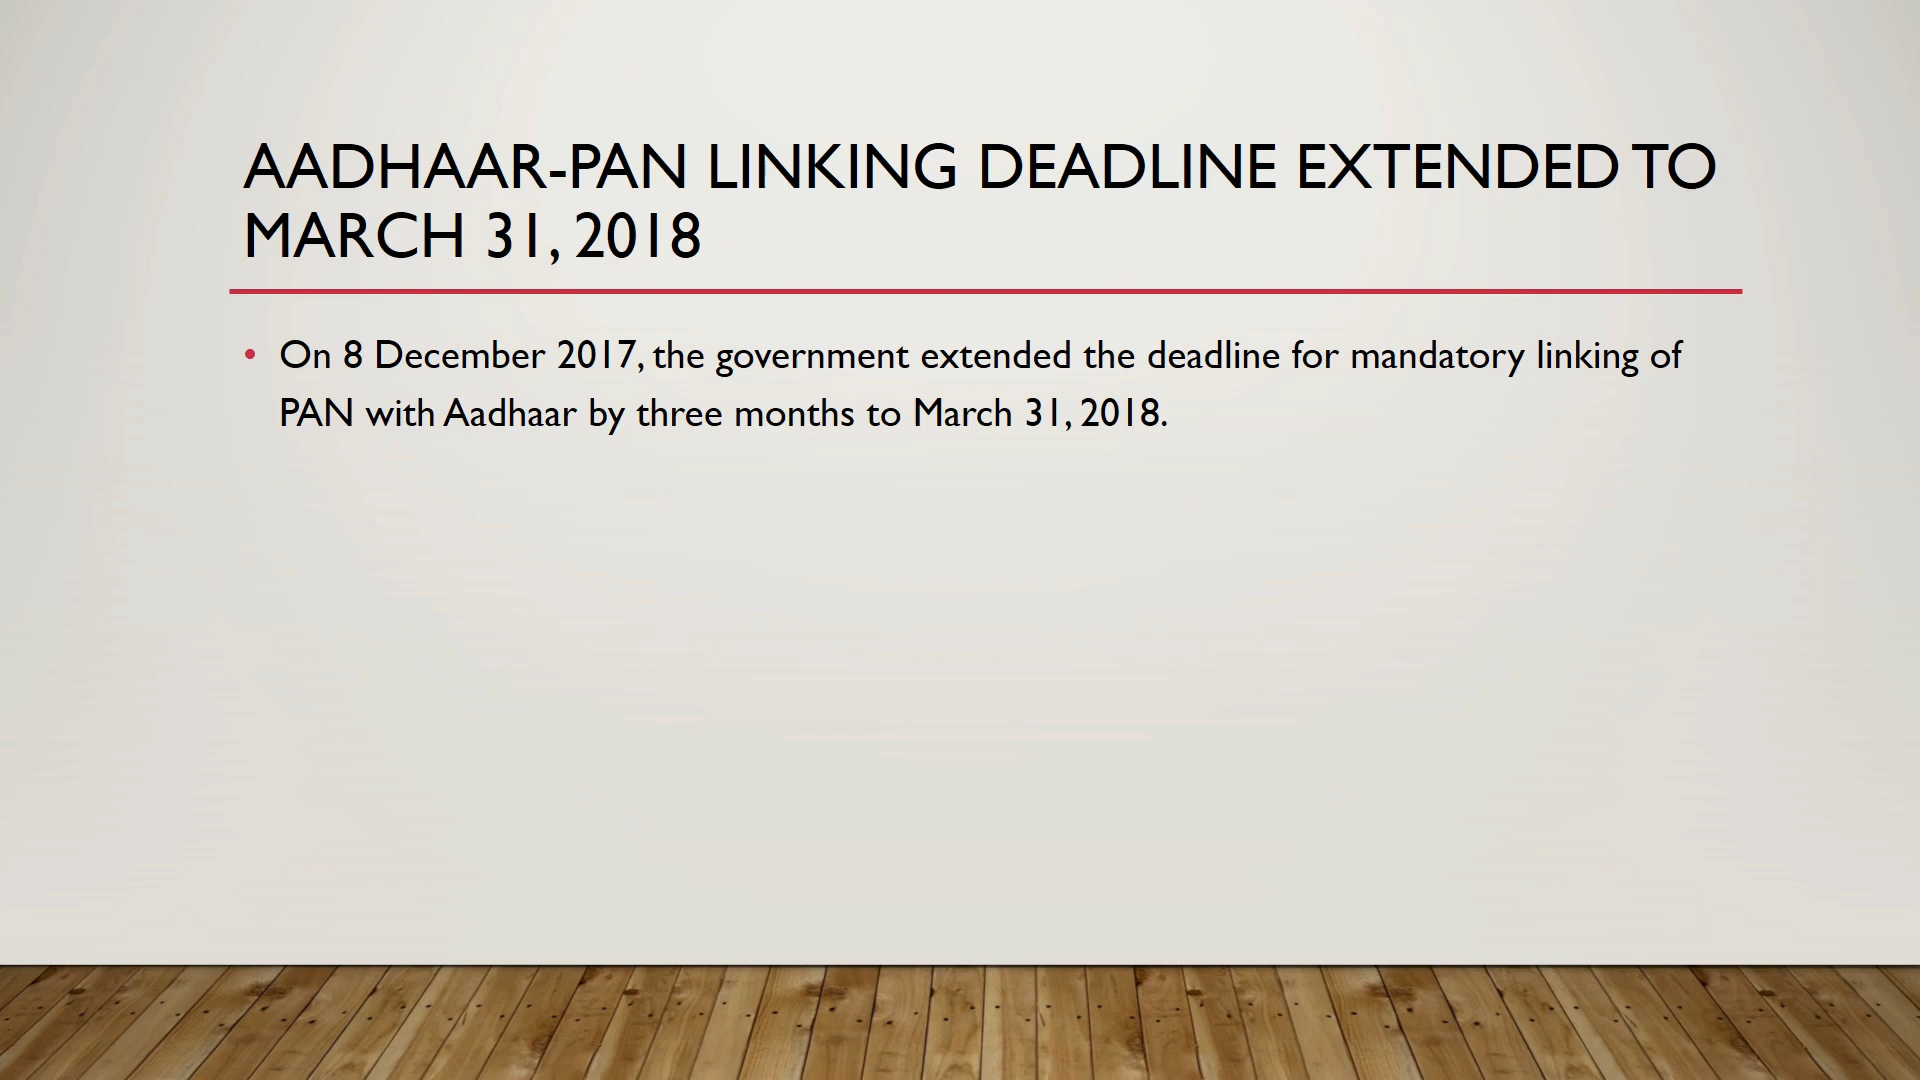 AADHAAR-PAN LINKING DEADLINE EXTENDED TO
MARCH 31, 2018
• On 8 December 2017, the government extended the deadline for mandatory linking of
PAN with Aadhaar by three months to March 31, 2018.